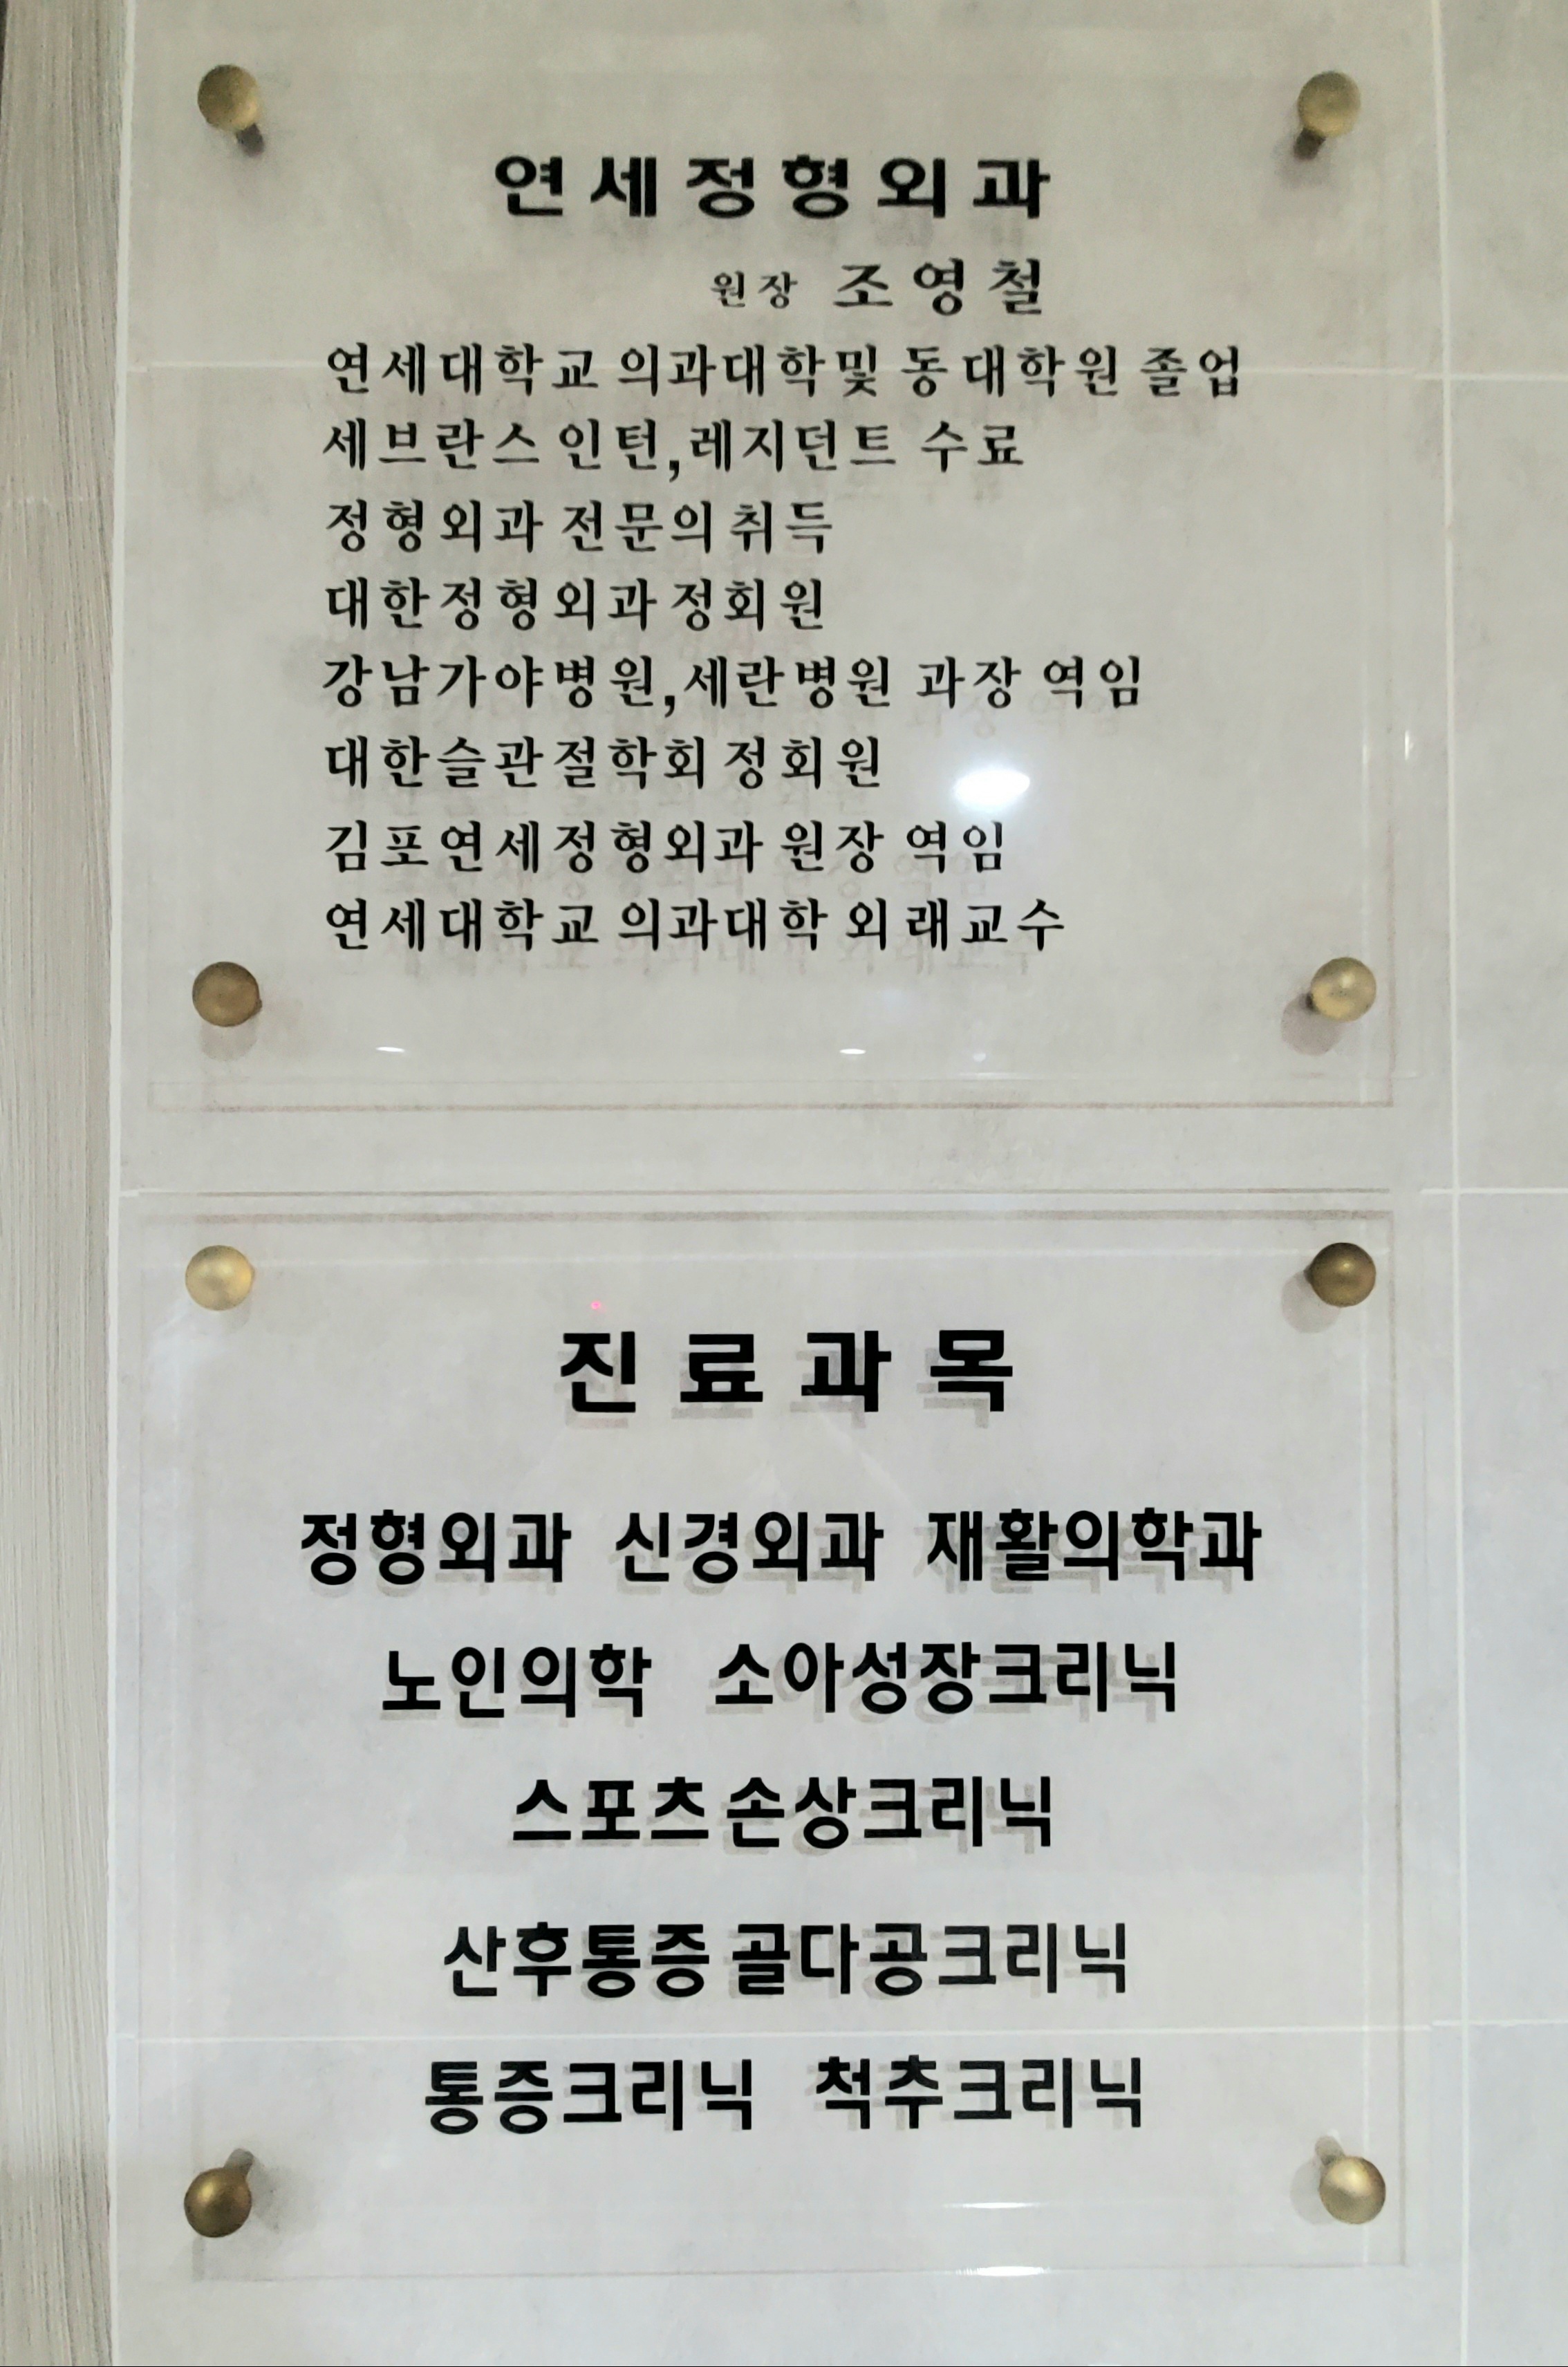 연세정형외과
원장 조영철
연세대학교 의과대학및 동대학원 졸업
세브란스 인턴,레지던트 수료
정형외과 전문의 취득
대한정형외과 정회원
강남가야병원,세란병원 과장 역임
대한슬관절학회 정회원
김포연세정형외과 원장 역임
연세대학교 의과대학 외래교수
진료과목
정형외과 신경외과 재활의학과
노인의학 소아성장크리닉
스포츠 손상크리닉
산후통증 골다공크리닉
통증크리닉 척추크리닉